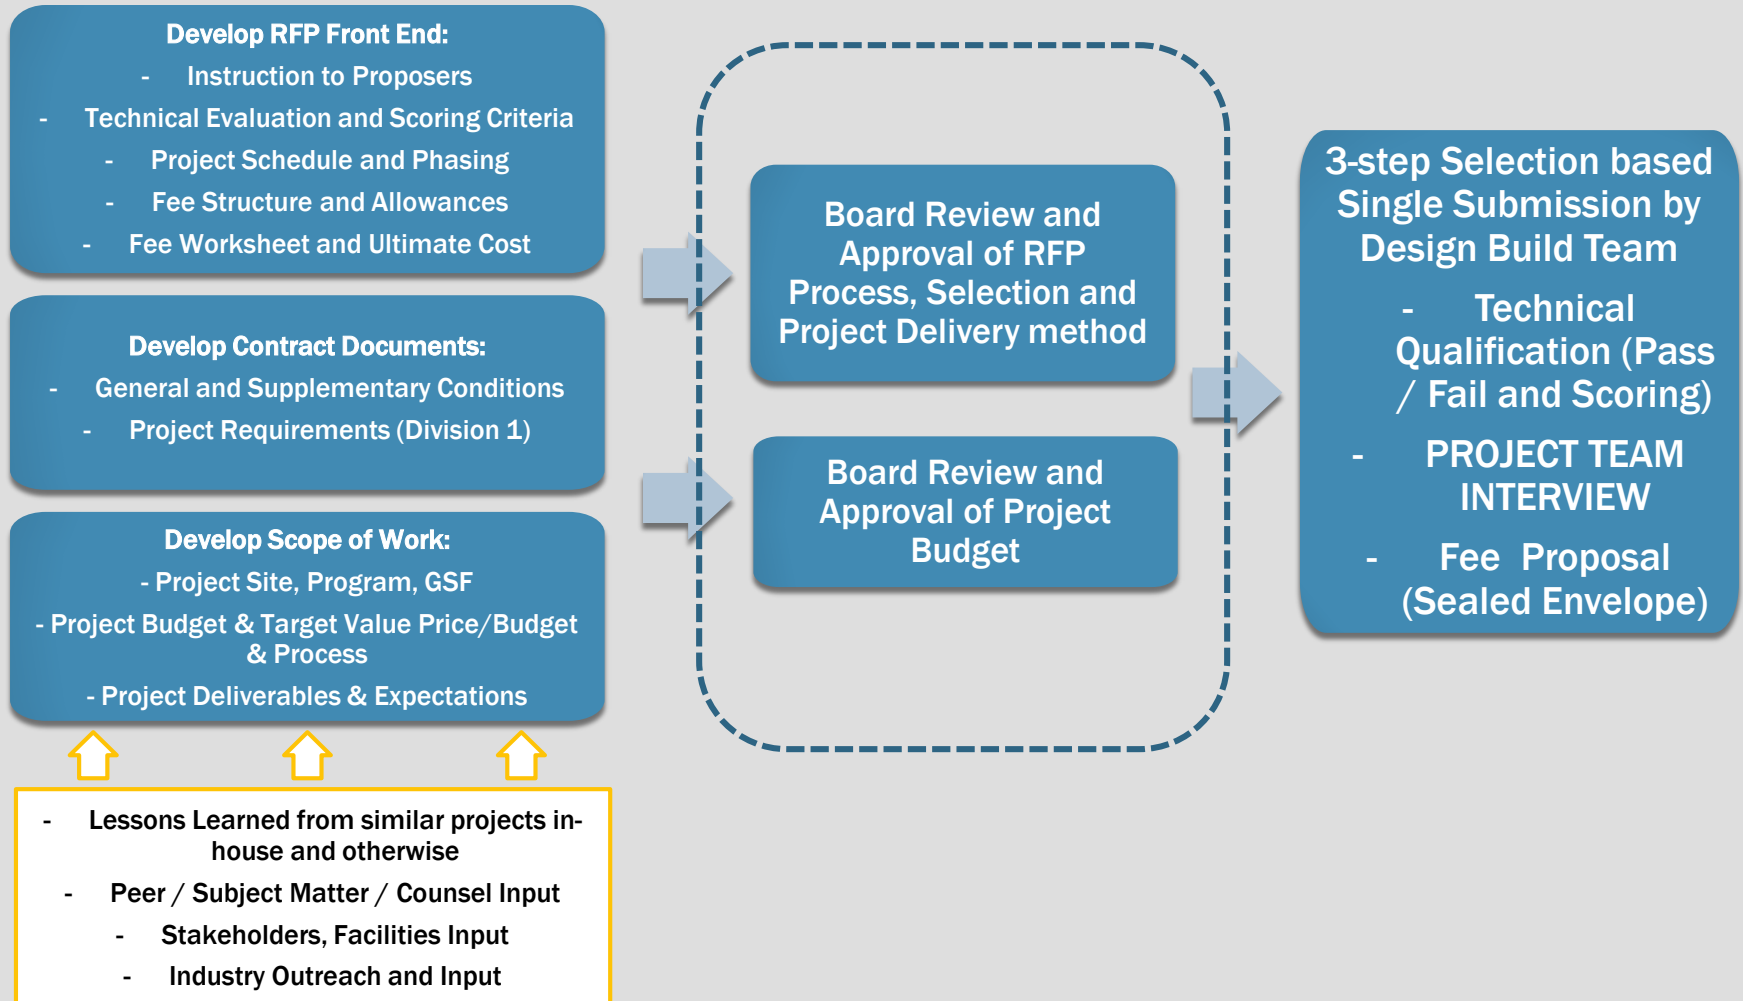 Develop RFP Front End:
- Instruction to Proposers
- Technical Evaluation and Scoring Criteria
- Project Schedule and Phasing
- Fee Structure and Allowances
- Fee Worksheet and Ultimate Cost
Develop Contract Documents:
- General and Supplementary Conditions
- Project Requirements (Division 1)
Develop Scope of Work:
- Project Site, Program, GSF
- Project Budget & Target Value Price/Budget
& Process
- Project Deliverables & Expectations
- Lessons Learned from similar projects in-
house and otherwise
- Peer / Subject Matter / Counsel Input
- Stakeholders, Facilities Input
- Industry Outreach and Input
Board Review and
Approval of RFP
Process, Selection and
Project Delivery method
Board Review and
Approval of Project
Budget
3-step Selection based
Single Submission by
Design Build Team
- Technical
Qualification (Pass
/ Fail and Scoring)
- PROJECT TEAM
INTERVIEW
- Fee Proposal
(Sealed Envelope)